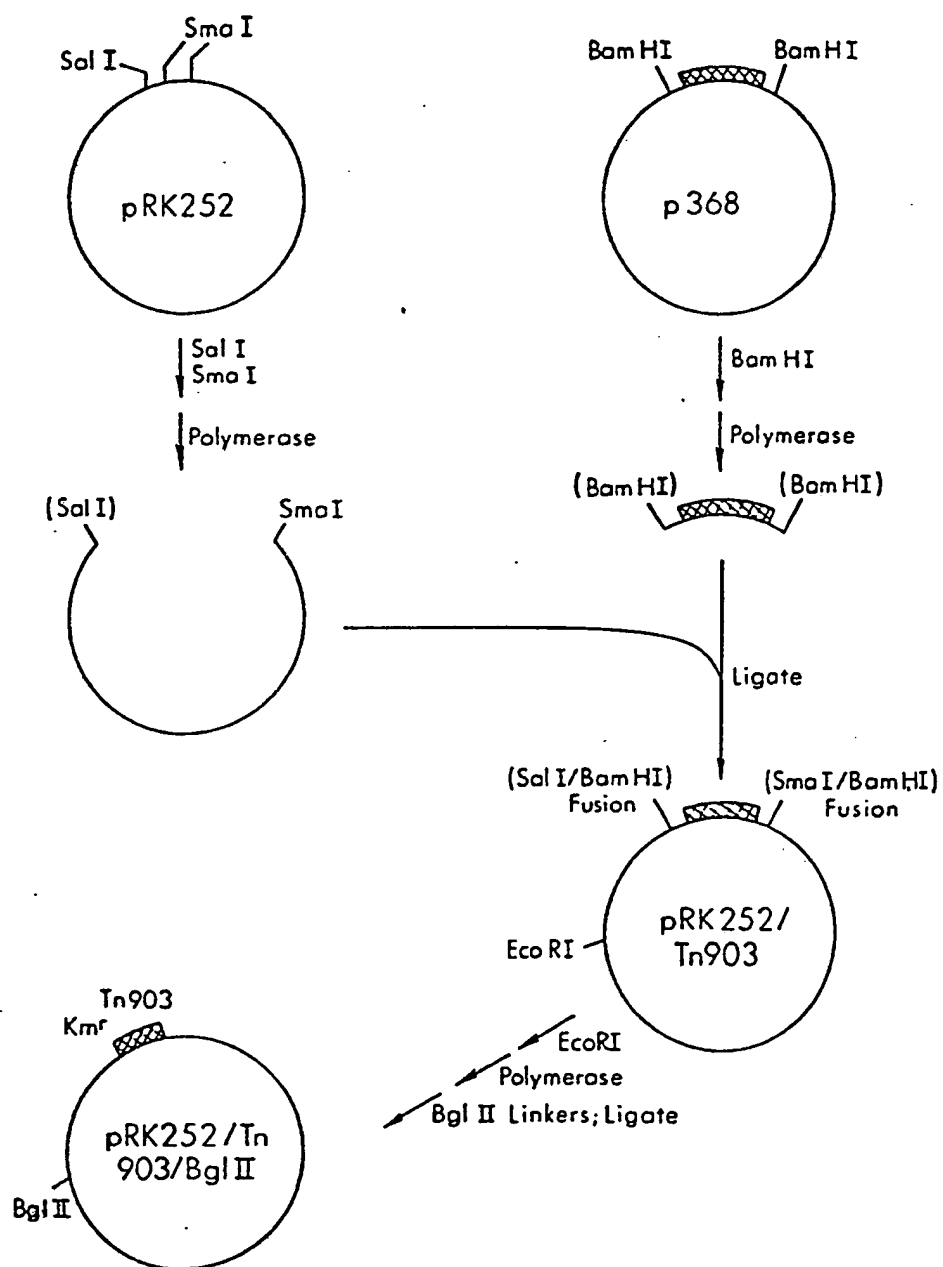 Sal I
Sma I
Bam HI
Bam HI
pRK252
p368
Sal I
Sma I
Bam HI
Polymerase
Polymerase
(Sal I)
Sma I
(Bam HI)
(Bam HI)
Ligate
(Sal I/Bam HI)
Fusion
(Sma I/Bam HI)
Fusion
pRK252/
Tn903
Eco RI
Tn903
Kmʳ
EcoRI
Polymerase
Bgl II Linkers; Ligate
pRK252/Tn
903/Bgl II
Bgl II